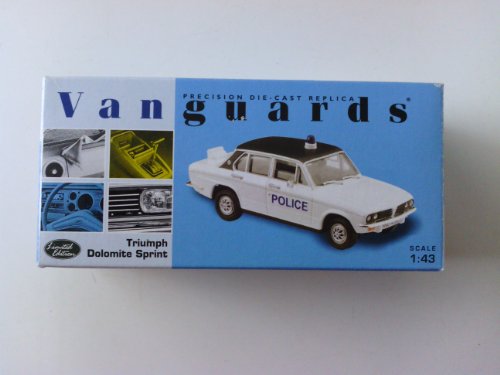 PRECISION DIE-CAST REPLICA
Vanguards®
POLICE
Limited Edition
Triumph
Dolomite Sprint
SCALE
1:43